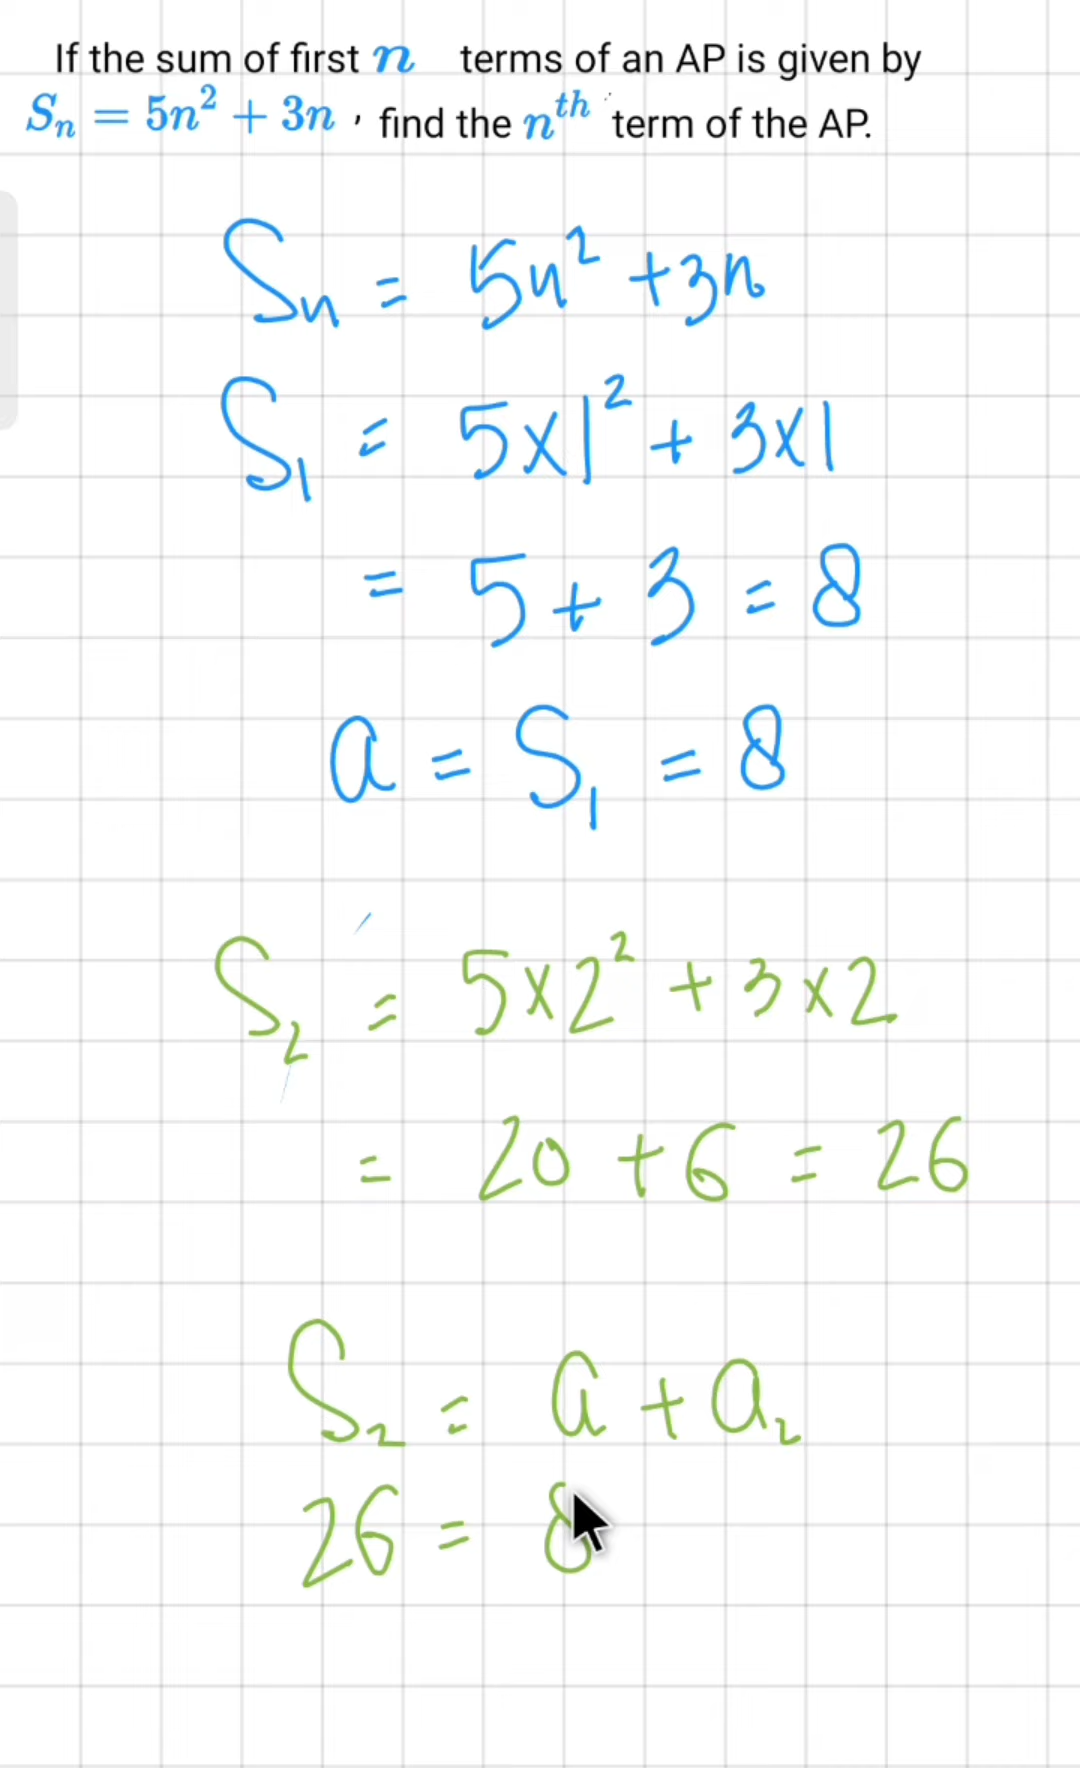 If the sum of first n terms of an AP is given by
Sₙ = 5n² + 3n , find the nᵗʰ term of the AP.
Sₙ = 5n² + 3n
S₁ = 5×1² + 3×1
= 5 + 3 = 8
a = S₁ = 8
S₂ = 5×2² + 3×2
= 20 + 6 = 26
S₂ = a + a₂
26 = 8